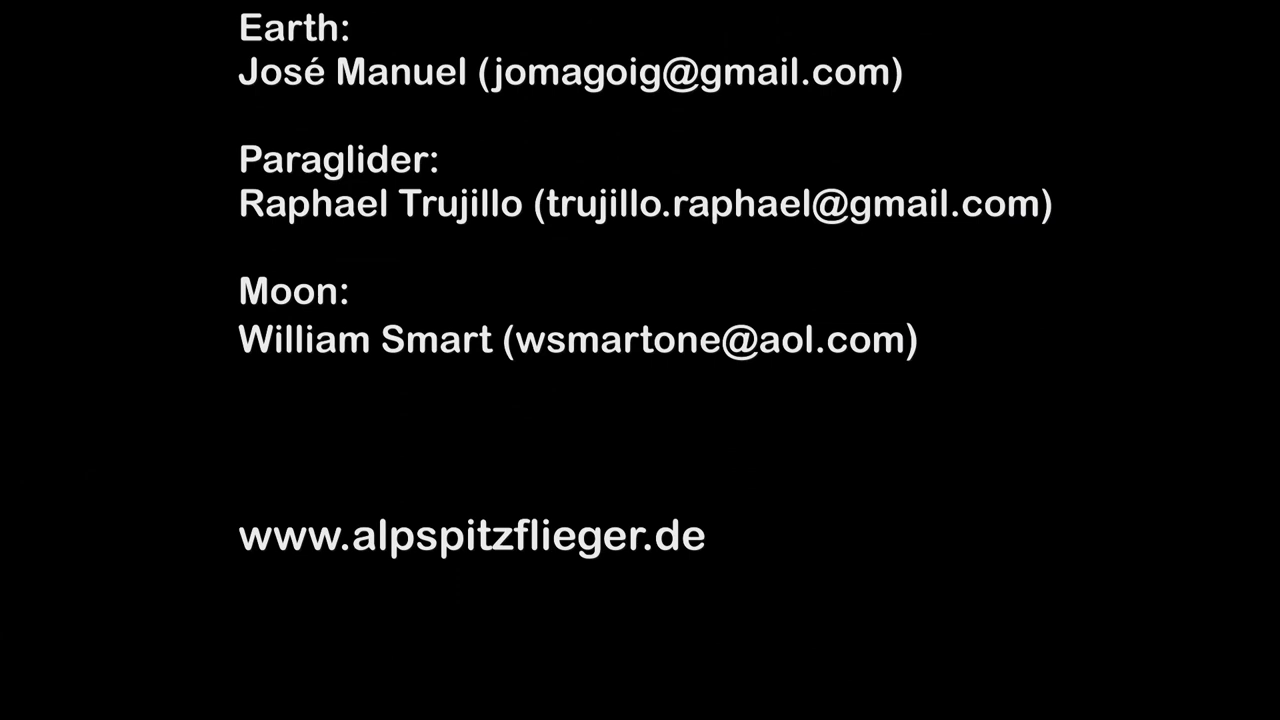 Earth:
José Manuel (jomagoig@gmail.com)
Paraglider:
Raphael Trujillo (trujillo.raphael@gmail.com)
Moon:
William Smart (wsmartone@aol.com)
www.alpspitzflieger.de